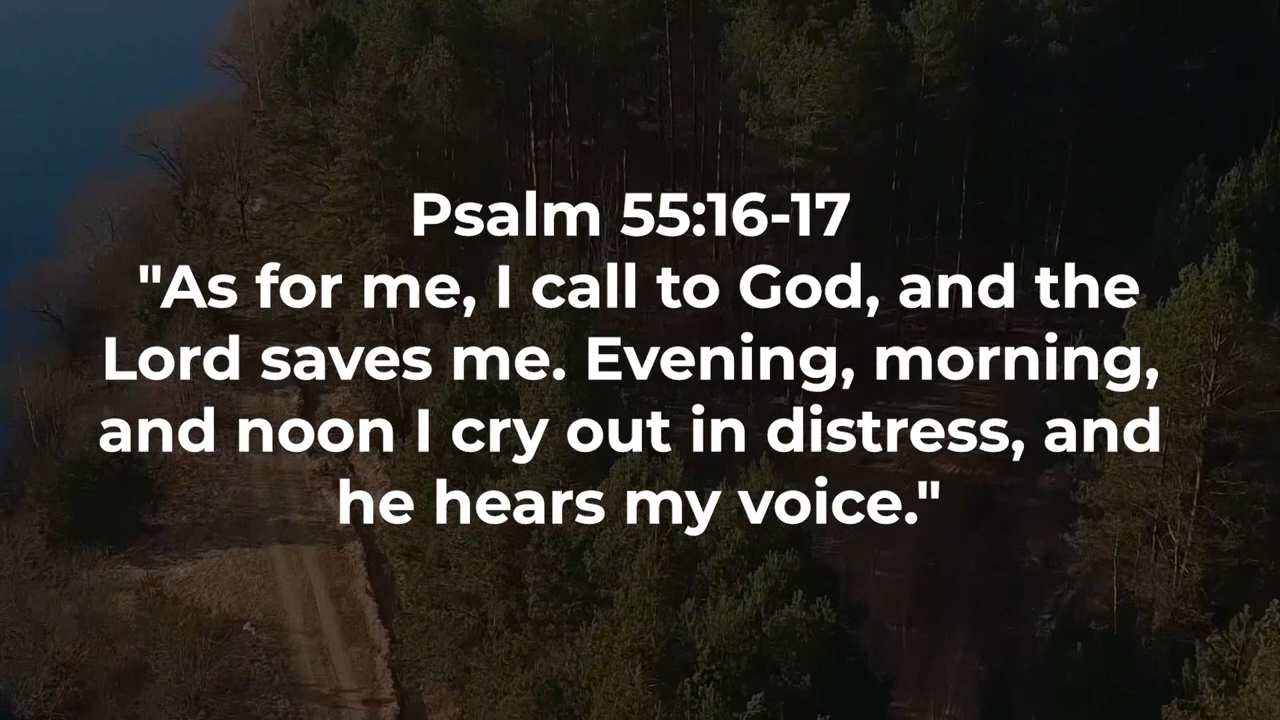 Psalm 55:16-17
"As for me, I call to God, and the
Lord saves me. Evening, morning,
and noon I cry out in distress, and
he hears my voice."